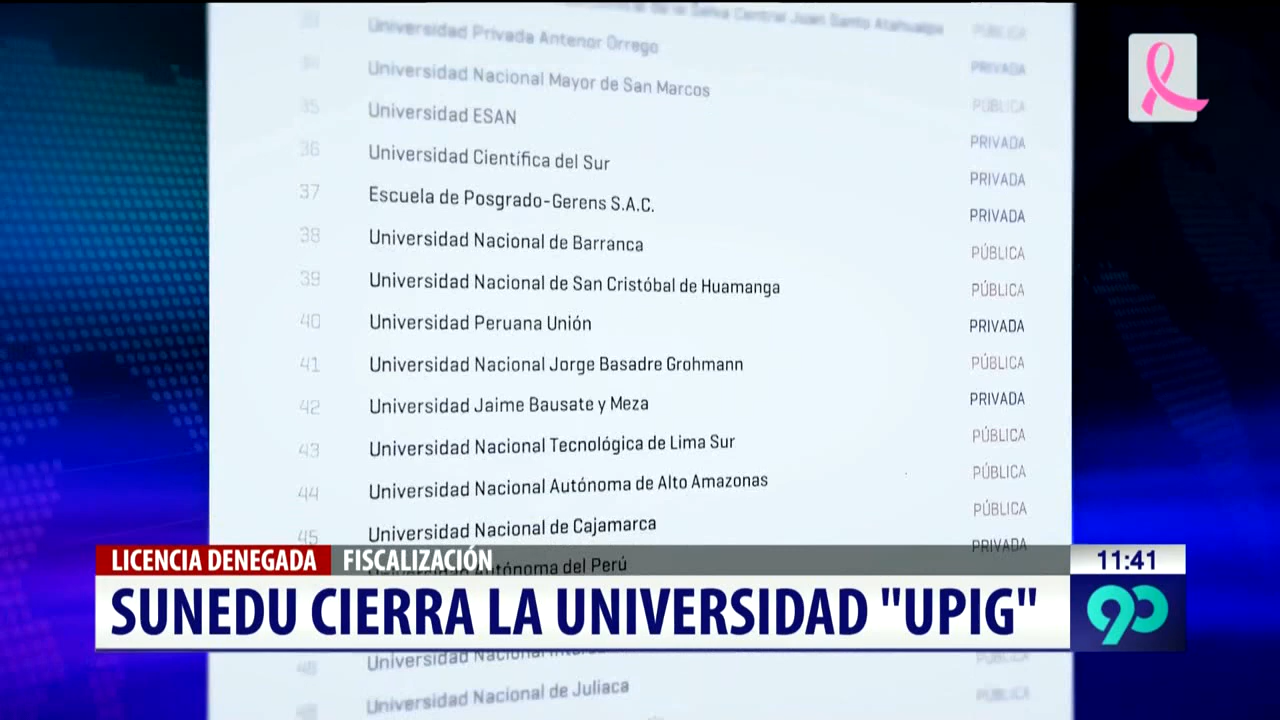 33 Universidad Privada Antenor Orrego PRIVADA
34 Universidad Nacional Mayor de San Marcos PÚBLICA
35 Universidad ESAN PRIVADA
36 Universidad Científica del Sur PRIVADA
37 Escuela de Posgrado-Gerens S.A.C. PRIVADA
38 Universidad Nacional de Barranca PÚBLICA
39 Universidad Nacional de San Cristóbal de Huamanga PÚBLICA
40 Universidad Peruana Unión PRIVADA
41 Universidad Nacional Jorge Basadre Grohmann PÚBLICA
42 Universidad Jaime Bausate y Meza PRIVADA
43 Universidad Nacional Tecnológica de Lima Sur PÚBLICA
44 Universidad Nacional Autónoma de Alto Amazonas PÚBLICA
45 Universidad Nacional de Cajamarca PÚBLICA
Autónoma del Perú PRIVADA
LICENCIA DENEGADA FISCALIZACIÓN 11:41
SUNEDU CIERRA LA UNIVERSIDAD "UPIG" 90
Universidad Nacional PÚBLICA
Universidad Nacional de Juliaca PÚBLICA